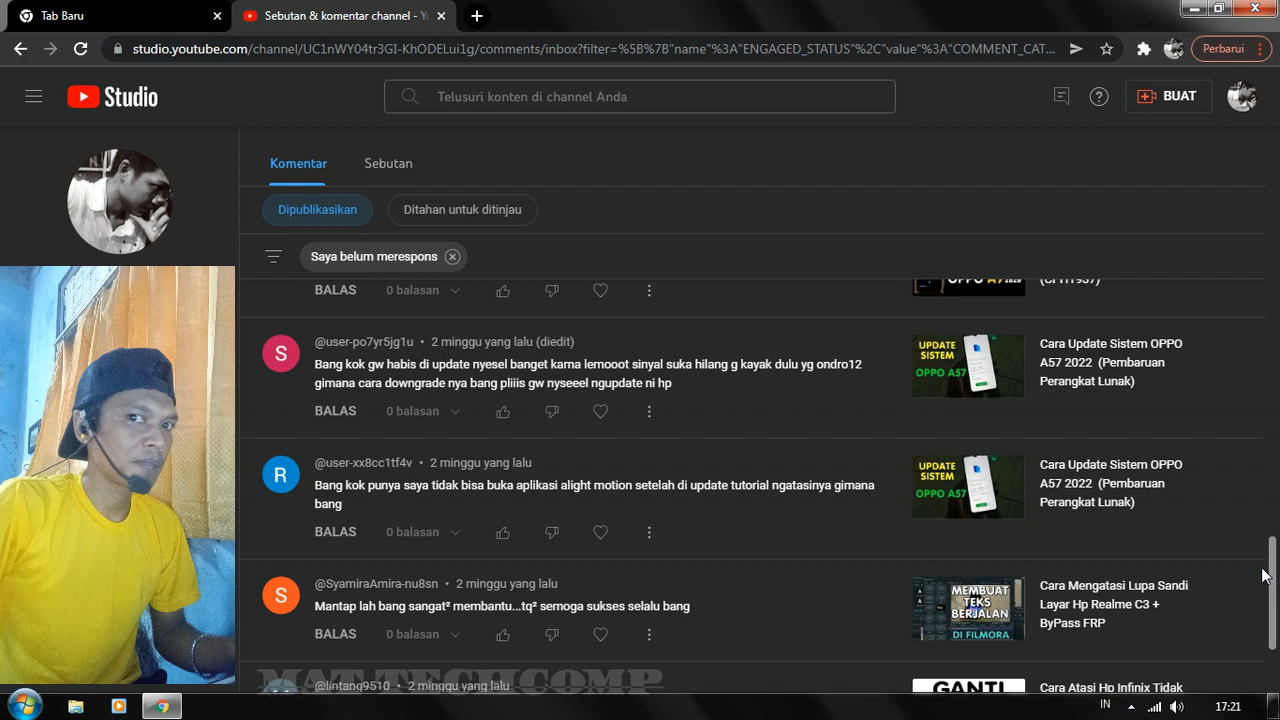 Tab Baru
Sebutan & komentar channel - Yo
studio.youtube.com/channel/UC1nWY04tr3GI-KhODELui1g/comments/inbox?filter=%5B%7B"name"%3A"ENGAGED_STATUS"%2C"value"%3A"COMMENT_CAT...
Perbarui
Studio
Telusuri konten di channel Anda
BUAT
Komentar
Sebutan
Dipublikasikan
Ditahan untuk ditinjau
Saya belum merespons
BALAS
0 balasan
OPPO A9 2020
(CPH1937)
@user-po7yr5jg1u • 2 minggu yang lalu (diedit)
Bang kok gw habis di update nyesel banget karna lemooot sinyal suka hilang g kayak dulu yg ondro12
gimana cara downgrade nya bang pliiis gw nyseeel ngupdate ni hp
BALAS
0 balasan
UPDATE
SISTEM
OPPO A57
Cara Update Sistem OPPO
A57 2022 (Pembaruan
Perangkat Lunak)
@user-xx8cc1tf4v • 2 minggu yang lalu
Bang kok punya saya tidak bisa buka aplikasi alight motion setelah di update tutorial ngatasinya gimana
bang
BALAS
0 balasan
UPDATE
SISTEM
OPPO A57
Cara Update Sistem OPPO
A57 2022 (Pembaruan
Perangkat Lunak)
@SyamiraAmira-nu8sn • 2 minggu yang lalu
Mantap lah bang sangat² membantu...tq² semoga sukses selalu bang
BALAS
0 balasan
MEMBUAT
TEKS
BERJALAN
DI FILMORA
Cara Mengatasi Lupa Sandi
Layar Hp Realme C3 +
ByPass FRP
MAT TECHCOMP
@lintang9510 • 2 minggu yang lalu
GANTI
Cara Atasi Hp Infinix Tidak
S
R
S
IN
17:21